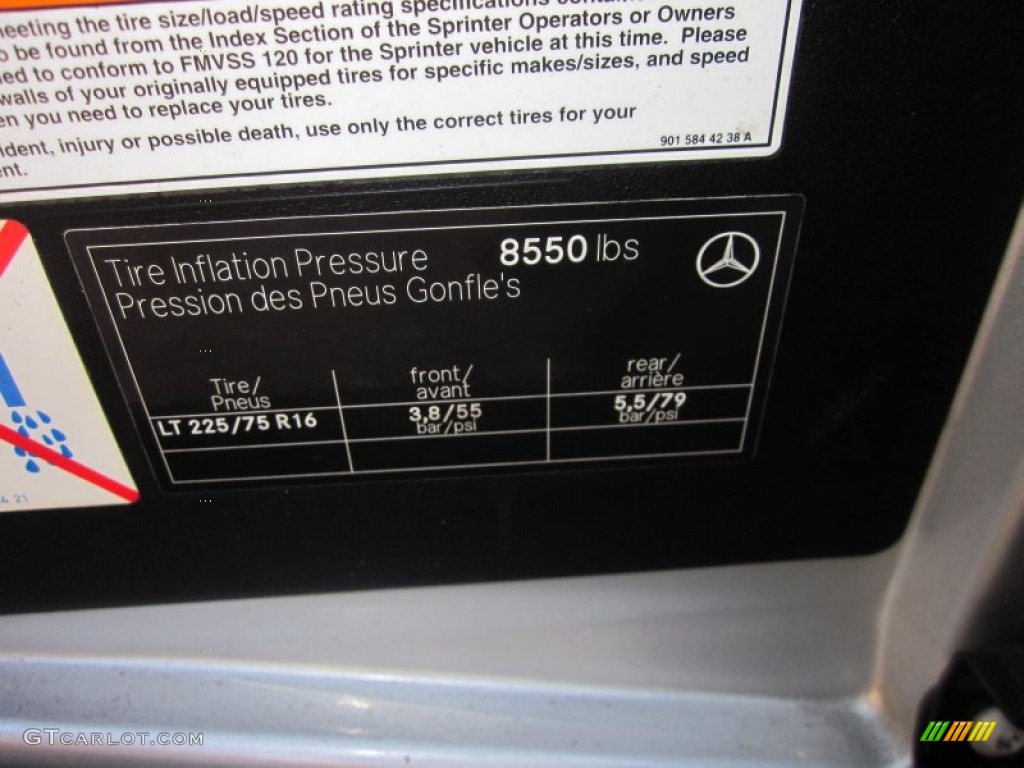 neeting the tire size/load/speed rating specifications
o be found from the Index Section of the Sprinter Operators or Owners
ed to conform to FMVSS 120 for the Sprinter vehicle at this time. Please
walls of your originally equipped tires for specific makes/sizes, and speed
en you need to replace your tires.
ident, injury or possible death, use only the correct tires for your
ent.
901 584 42 38 A
Tire Inflation Pressure 8550 lbs
Pression des Pneus Gonfle's
Tire/
Pneus
front/
avant
rear/
arrière
LT 225/75 R16
3,8/55
bar/psi
5,5/79
bar/psi
21
GTCARLOT.COM